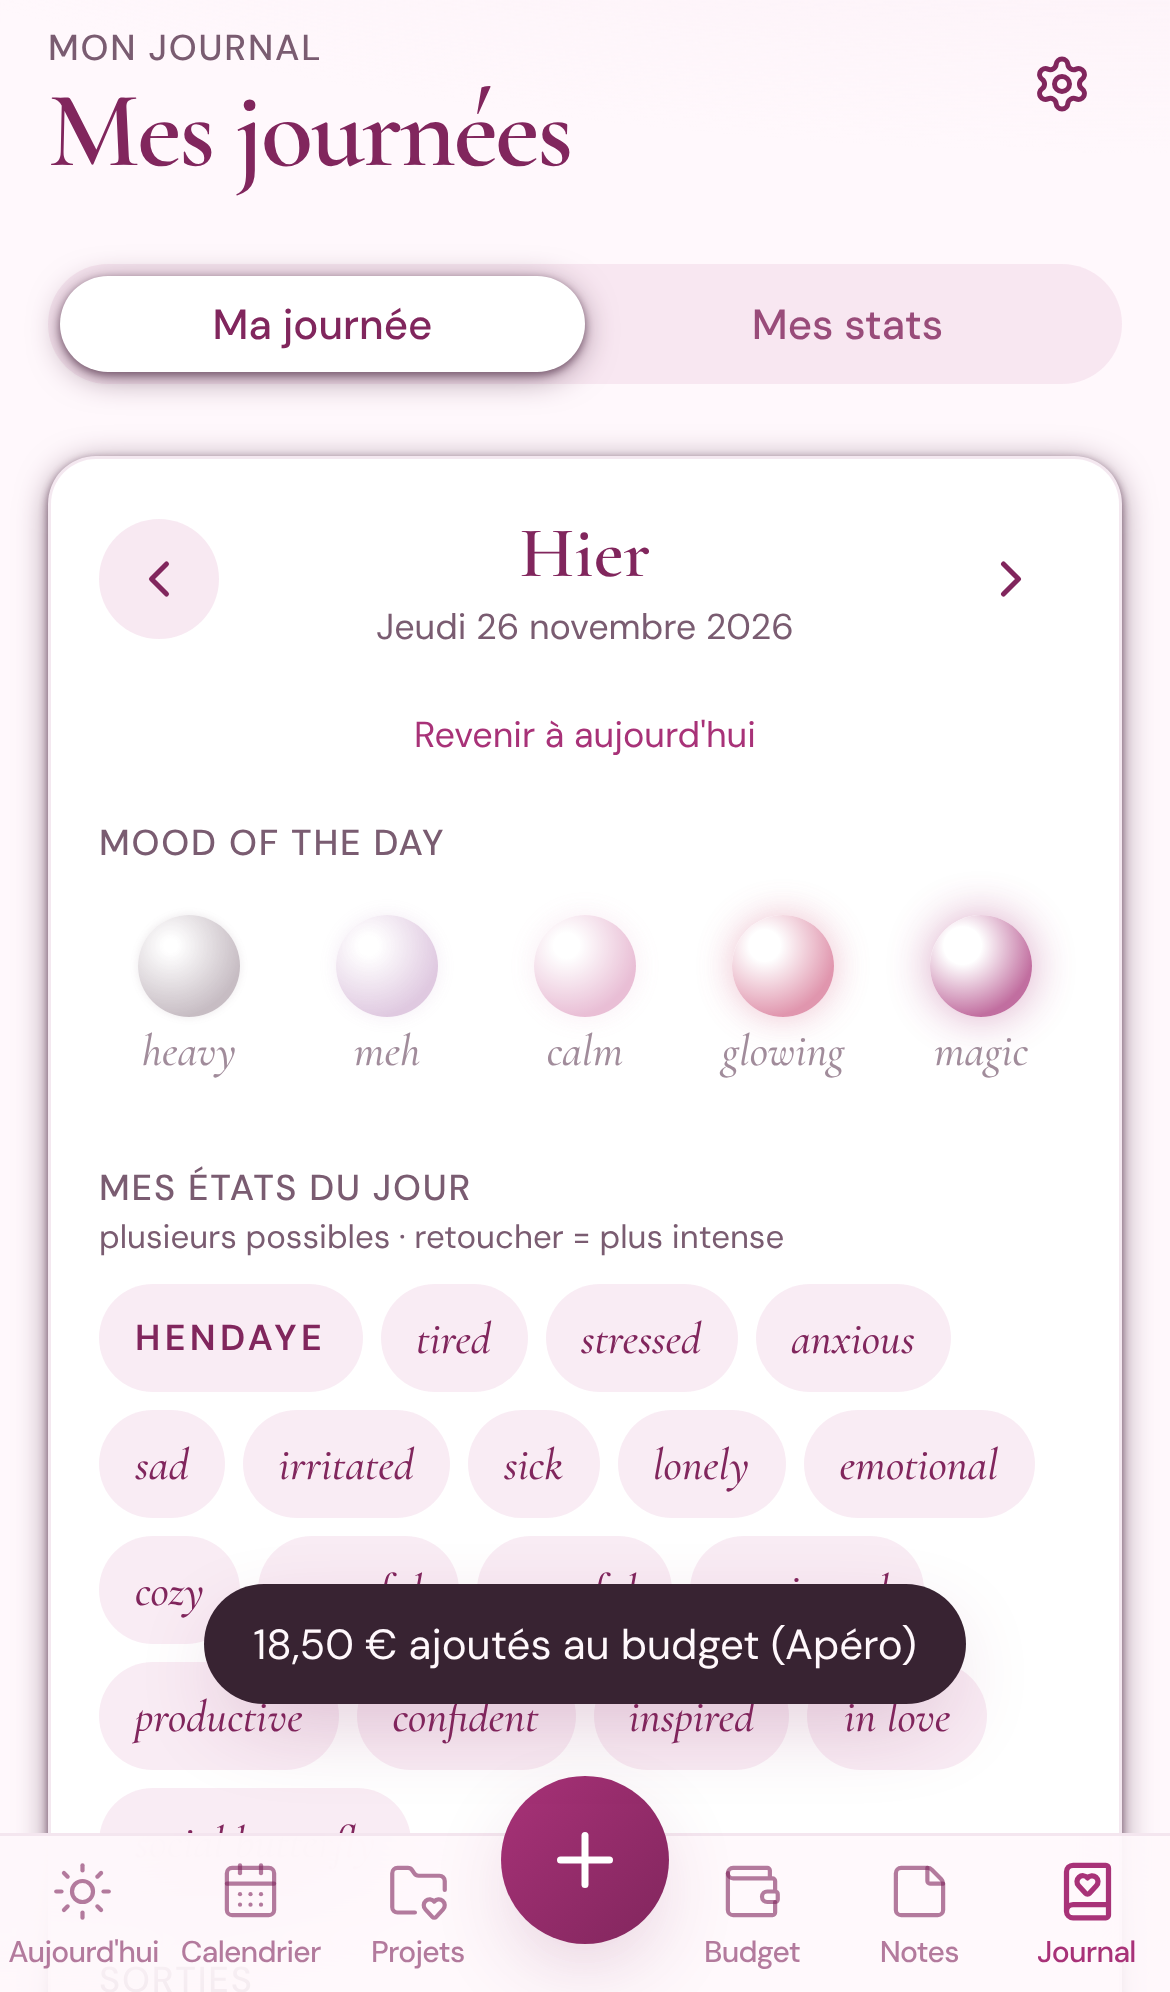 MON JOURNAL
Mes journées
Ma journée Mes stats
Hier
Jeudi 26 novembre 2026
Revenir à aujourd'hui
MOOD OF THE DAY
heavy meh calm glowing magic
MES ÉTATS DU JOUR
plusieurs possibles · retoucher = plus intense
HENDAYE tired stressed anxious
sad irritated sick lonely emotional
cozy
18,50 € ajoutés au budget (Apéro)
productive confident inspired in love
Aujourd'hui Calendrier Projets Budget Notes Journal
SORTIES